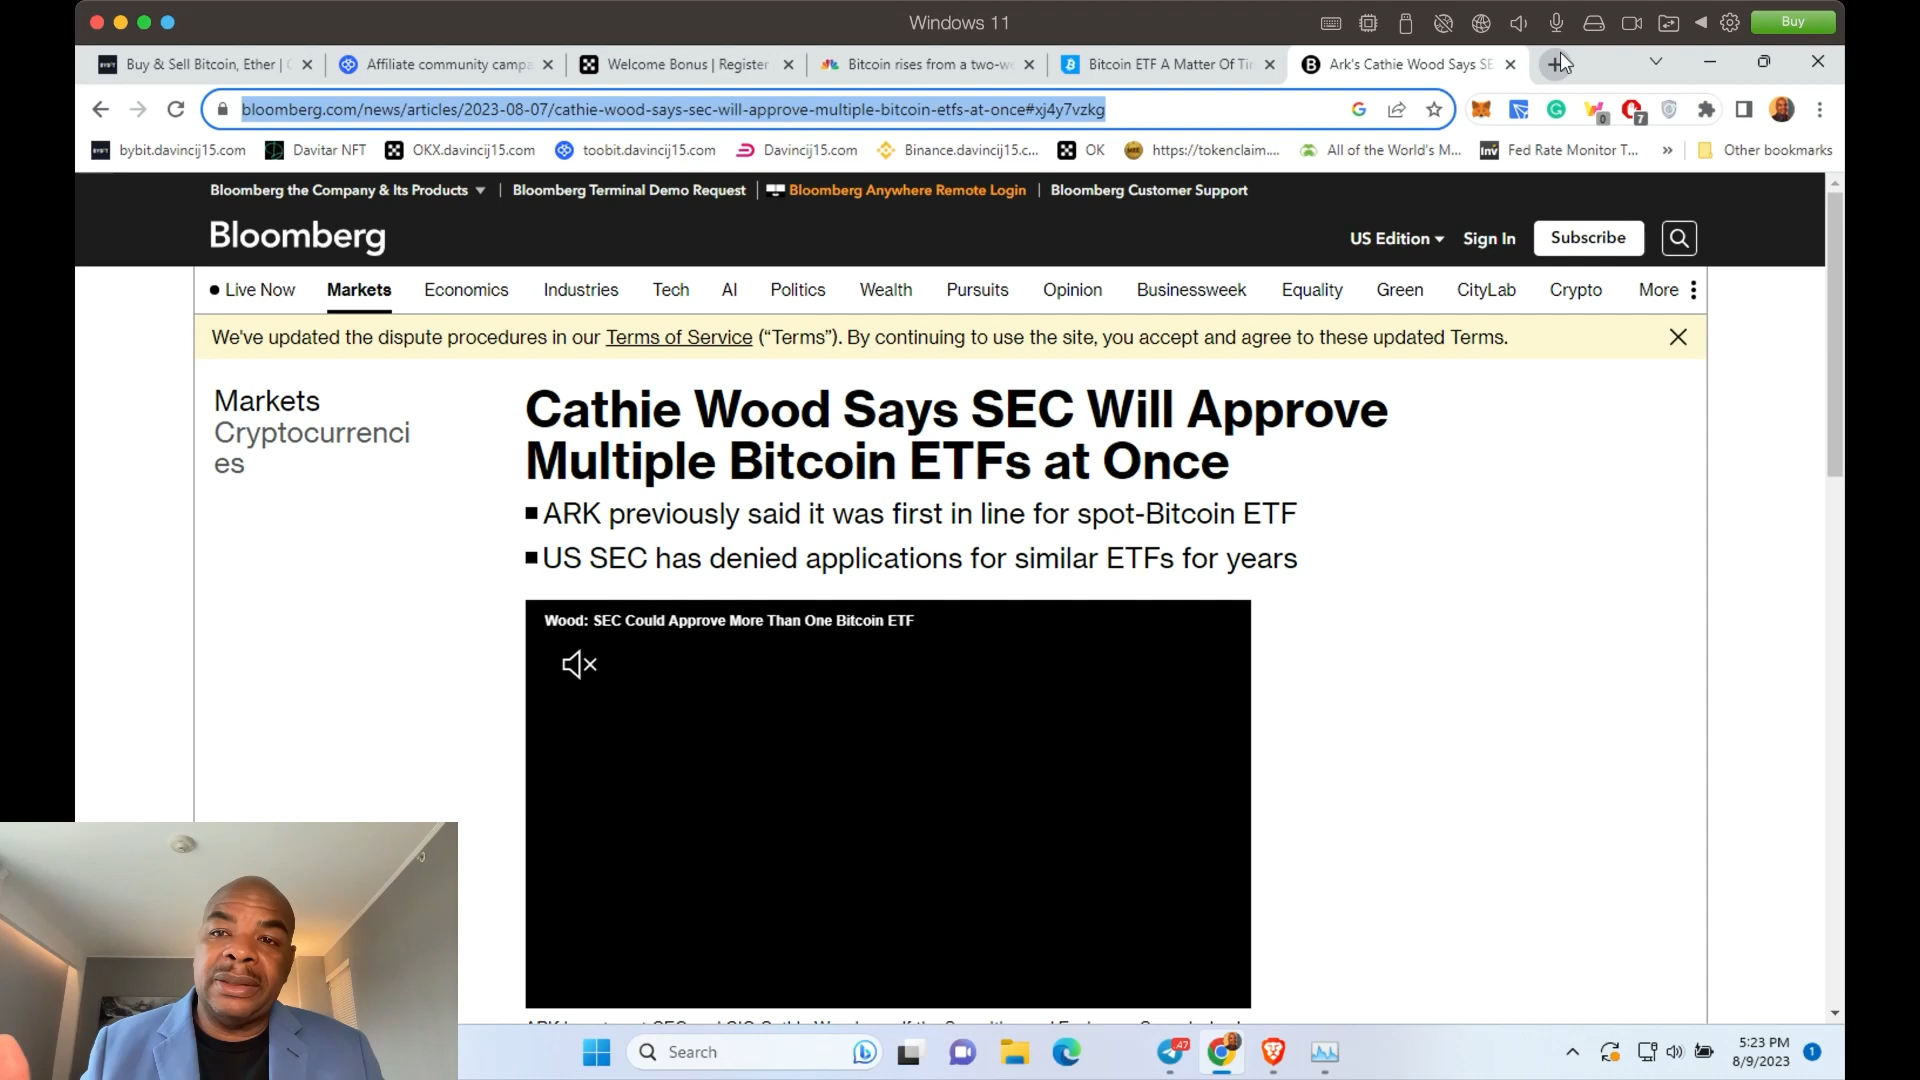 Windows 11
Buy
Buy & Sell Bitcoin, Ether |
Affiliate community campa
Welcome Bonus | Register
Bitcoin rises from a two-w
Bitcoin ETF A Matter Of Ti
Ark's Cathie Wood Says SE
bloomberg.com/news/articles/2023-08-07/cathie-wood-says-sec-will-approve-multiple-bitcoin-etfs-at-once#xj4y7vzkg
0
7
bybit.davincij15.com
Davitar NFT
OKX.davincij15.com
toobit.davincij15.com
Davincij15.com
Binance.davincij15.c...
OK
https://tokenclaim....
All of the World's M...
Inv
Fed Rate Monitor T...
»
Other bookmarks
Bloomberg the Company & Its Products
Bloomberg Terminal Demo Request
Bloomberg Anywhere Remote Login
Bloomberg Customer Support
Bloomberg
US Edition
Sign In
Subscribe
Live Now
Markets
Economics
Industries
Tech
AI
Politics
Wealth
Pursuits
Opinion
Businessweek
Equality
Green
CityLab
Crypto
More
We've updated the dispute procedures in our Terms of Service (“Terms”). By continuing to use the site, you accept and agree to these updated Terms.
Markets
Cryptocurrenci
es
Cathie Wood Says SEC Will Approve
Multiple Bitcoin ETFs at Once
ARK previously said it was first in line for spot-Bitcoin ETF
US SEC has denied applications for similar ETFs for years
Wood: SEC Could Approve More Than One Bitcoin ETF
Search
47
5:23 PM
8/9/2023
1